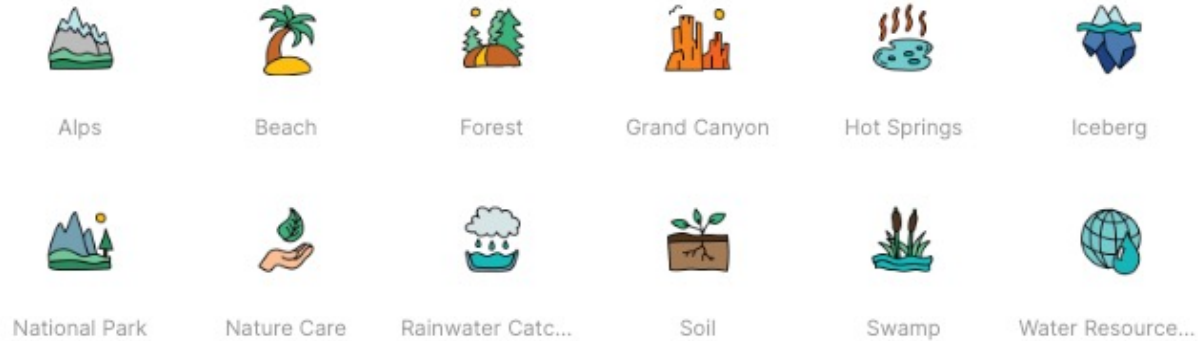 Alps Beach Forest Grand Canyon Hot Springs Iceberg
National Park Nature Care Rainwater Catc... Soil Swamp Water Resource...